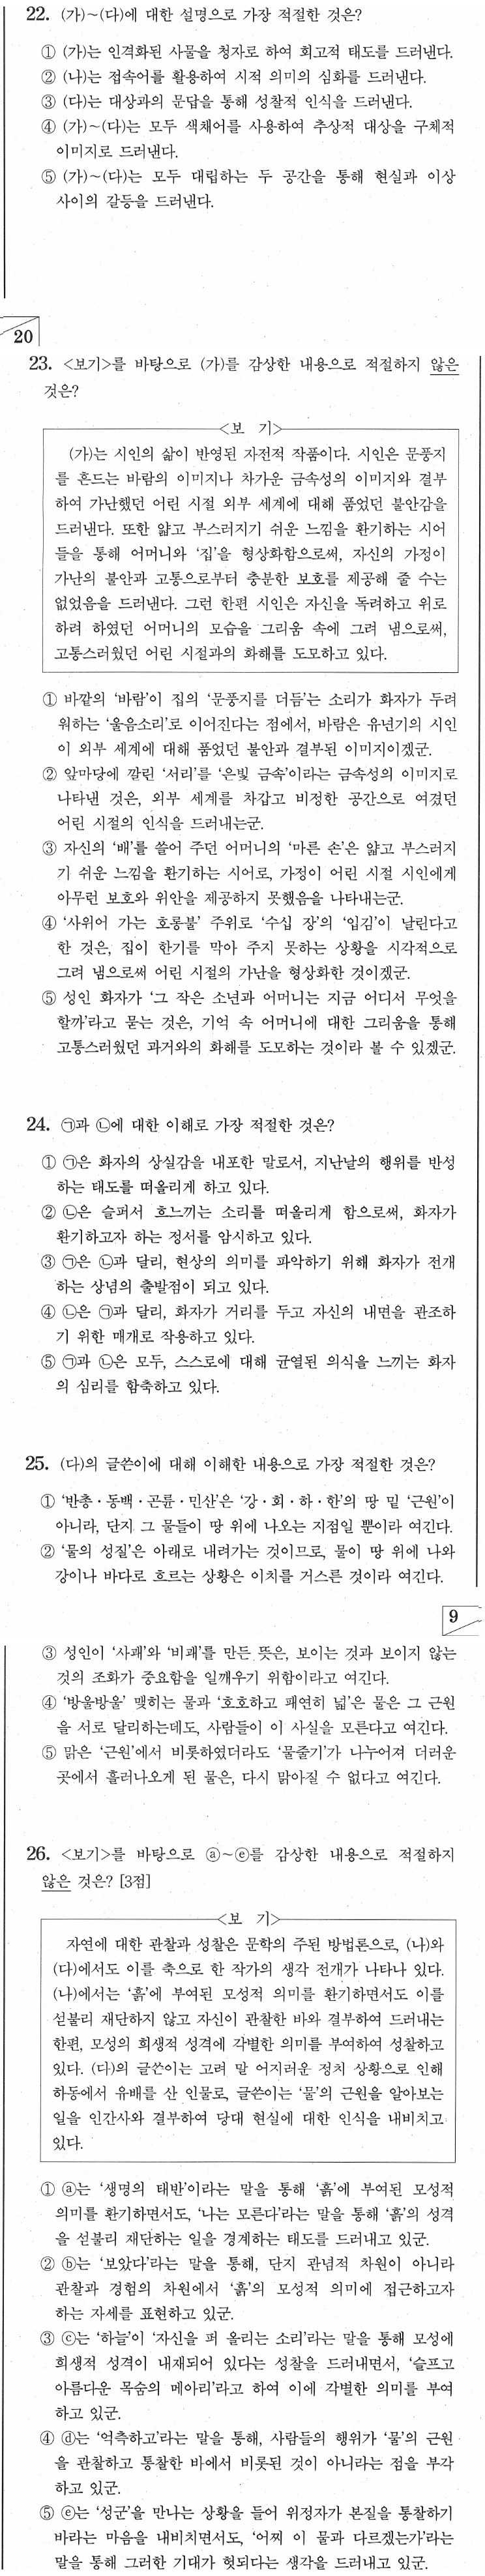 22. (가)~(다)에 대한 설명으로 가장 적절한 것은?
① (가)는 인격화된 사물을 청자로 하여 회고적 태도를 드러낸다.
② (나)는 접속어를 활용하여 시적 의미의 심화를 드러낸다.
③ (다)는 대상과의 문답을 통해 성찰적 인식을 드러낸다.
④ (가)~(다)는 모두 색채어를 사용하여 추상적 대상을 구체적
이미지로 드러낸다.
⑤ (가)~(다)는 모두 대립하는 두 공간을 통해 현실과 이상
사이의 갈등을 드러낸다.
20
23. <보기>를 바탕으로 (가)를 감상한 내용으로 적절하지 않은
것은?
<보 기>
(가)는 시인의 삶이 반영된 자전적 작품이다. 시인은 문풍지
를 흔드는 바람의 이미지나 차가운 금속성의 이미지와 결부
하여 가난했던 어린 시절 외부 세계에 대해 품었던 불안감을
드러낸다. 또한 얇고 부스러지기 쉬운 느낌을 환기하는 시어
들을 통해 어머니와 ‘집’을 형상화함으로써, 자신의 가정이
가난의 불안과 고통으로부터 충분한 보호를 제공해 줄 수는
없었음을 드러낸다. 그런 한편 시인은 자신을 독려하고 위로
하려 하였던 어머니의 모습을 그리움 속에 그려 냄으로써,
고통스러웠던 어린 시절과의 화해를 도모하고 있다.
① 바깥의 ‘바람’이 집의 ‘문풍지를 더듬’는 소리가 화자가 두려
워하는 ‘울음소리’로 이어진다는 점에서, 바람은 유년기의 시인
이 외부 세계에 대해 품었던 불안과 결부된 이미지이겠군.
② 앞마당에 깔린 ‘서리’를 ‘은빛 금속’이라는 금속성의 이미지로
나타낸 것은, 외부 세계를 차갑고 비정한 공간으로 여겼던
어린 시절의 인식을 드러내는군.
③ 자신의 ‘배’를 쓸어 주던 어머니의 ‘마른 손’은 얇고 부스러지
기 쉬운 느낌을 환기하는 시어로, 가정이 어린 시절 시인에게
아무런 보호와 위안을 제공하지 못했음을 나타내는군.
④ ‘사위어 가는 호롱불’ 주위로 ‘수십 장’의 ‘입김’이 날린다고
한 것은, 집이 한기를 막아 주지 못하는 상황을 시각적으로
그려 냄으로써 어린 시절의 가난을 형상화한 것이겠군.
⑤ 성인 화자가 ‘그 작은 소년과 어머니는 지금 어디서 무엇을
할까’라고 묻는 것은, 기억 속 어머니에 대한 그리움을 통해
고통스러웠던 과거와의 화해를 도모하는 것이라 볼 수 있겠군.
24. ㉠과 ㉡에 대한 이해로 가장 적절한 것은?
① ㉠은 화자의 상실감을 내포한 말로서, 지난날의 행위를 반성
하는 태도를 떠올리게 하고 있다.
② ㉡은 슬퍼서 흐느끼는 소리를 떠올리게 함으로써, 화자가
환기하고자 하는 정서를 암시하고 있다.
③ ㉠은 ㉡과 달리, 현상의 의미를 파악하기 위해 화자가 전개
하는 상념의 출발점이 되고 있다.
④ ㉡은 ㉠과 달리, 화자가 거리를 두고 자신의 내면을 관조하
기 위한 매개로 작용하고 있다.
⑤ ㉠과 ㉡은 모두, 스스로에 대해 균열된 의식을 느끼는 화자
의 심리를 함축하고 있다.
25. (다)의 글쓴이에 대해 이해한 내용으로 가장 적절한 것은?
① ‘반총·동백·곤륜·민산’은 ‘강·회·하·한’의 땅 밑 ‘근원’이
아니라, 단지 그 물들이 땅 위에 나오는 지점일 뿐이라 여긴다.
② ‘물의 성질’은 아래로 내려가는 것이므로, 물이 땅 위에 나와
강이나 바다로 흐르는 상황은 이치를 거스른 것이라 여긴다.
9
③ 성인이 ‘사괘’와 ‘비괘’를 만든 뜻은, 보이는 것과 보이지 않는
것의 조화가 중요함을 일깨우기 위함이라고 여긴다.
④ ‘방울방울’ 맺히는 물과 ‘호호하고 패연히 넓’은 물은 그 근원
을 서로 달리하는데도, 사람들이 이 사실을 모른다고 여긴다.
⑤ 맑은 ‘근원’에서 비롯하였더라도 ‘물줄기’가 나누어져 더러운
곳에서 흘러나오게 된 물은, 다시 맑아질 수 없다고 여긴다.
26. <보기>를 바탕으로 ⓐ~ⓔ를 감상한 내용으로 적절하지
않은 것은? [3점]
<보 기>
자연에 대한 관찰과 성찰은 문학의 주된 방법론으로, (나)와
(다)에서도 이를 축으로 한 작가의 생각 전개가 나타나 있다.
(나)에서는 ‘흙’에 부여된 모성적 의미를 환기하면서도 이를
섣불리 재단하지 않고 자신이 관찰한 바와 결부하여 드러내는
한편, 모성의 희생적 성격에 각별한 의미를 부여하여 성찰하고
있다. (다)의 글쓴이는 고려 말 어지러운 정치 상황으로 인해
하동에서 유배를 산 인물로, 글쓴이는 ‘물’의 근원을 알아보는
일을 인간사와 결부하여 당대 현실에 대한 인식을 내비치고
있다.
① ⓐ는 ‘생명의 태반’이라는 말을 통해 ‘흙’에 부여된 모성적
의미를 환기하면서도, ‘나는 모른다’라는 말을 통해 ‘흙’의 성격
을 섣불리 재단하는 일을 경계하는 태도를 드러내고 있군.
② ⓑ는 ‘보았다’라는 말을 통해, 단지 관념적 차원이 아니라
관찰과 경험의 차원에서 ‘흙’의 모성적 의미에 접근하고자
하는 자세를 표현하고 있군.
③ ⓒ는 ‘하늘’이 ‘자신을 퍼 올리는 소리’라는 말을 통해 모성에
희생적 성격이 내재되어 있다는 성찰을 드러내면서, ‘슬프고
아름다운 목숨의 메아리’라고 하여 이에 각별한 의미를 부여
하고 있군.
④ ⓓ는 ‘억측하고’라는 말을 통해, 사람들의 행위가 ‘물’의 근원
을 관찰하고 통찰한 바에서 비롯된 것이 아니라는 점을 부각
하고 있군.
⑤ ⓔ는 ‘성군’을 만나는 상황을 들어 위정자가 본질을 통찰하기
바라는 마음을 내비치면서도, ‘어찌 이 물과 다르겠는가’라는
말을 통해 그러한 기대가 헛되다는 생각을 드러내고 있군.